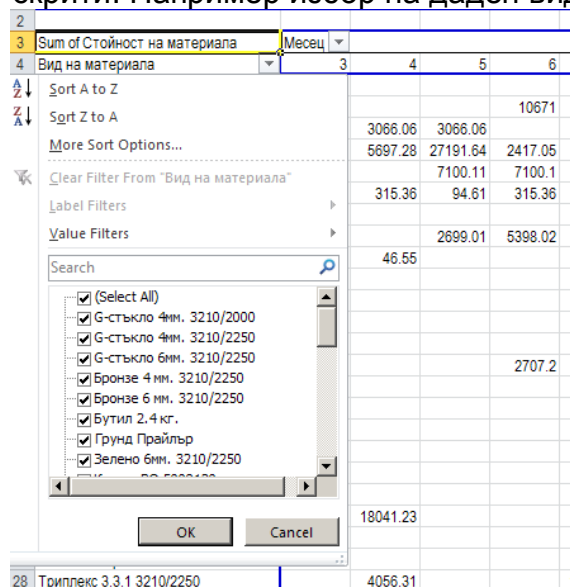 скрити. Например избор на даден вид
2
3 Sum of Стойност на материала Месец
4 Вид на материала 3 4 5 6
Sort A to Z
10671
Sort Z to A
3066.06 3066.06
More Sort Options...
5697.28 27191.64 2417.05
Clear Filter From "Вид на материала"
7100.11 7100.1
315.36 94.61 315.36
Label Filters
Value Filters
2699.01 5398.02
46.55
Search
(Select All)
G-стъкло 4мм. 3210/2000
G-стъкло 4мм. 3210/2250
G-стъкло 6мм. 3210/2250
2707.2
Бронзе 4 мм. 3210/2250
Бронзе 6 мм. 3210/2250
Бутил 2.4 кг.
Грунд Прайлър
Зелено 6мм. 3210/2250
18041.23
OK Cancel
28 Триплекс 3.3.1 3210/2250 4056.31